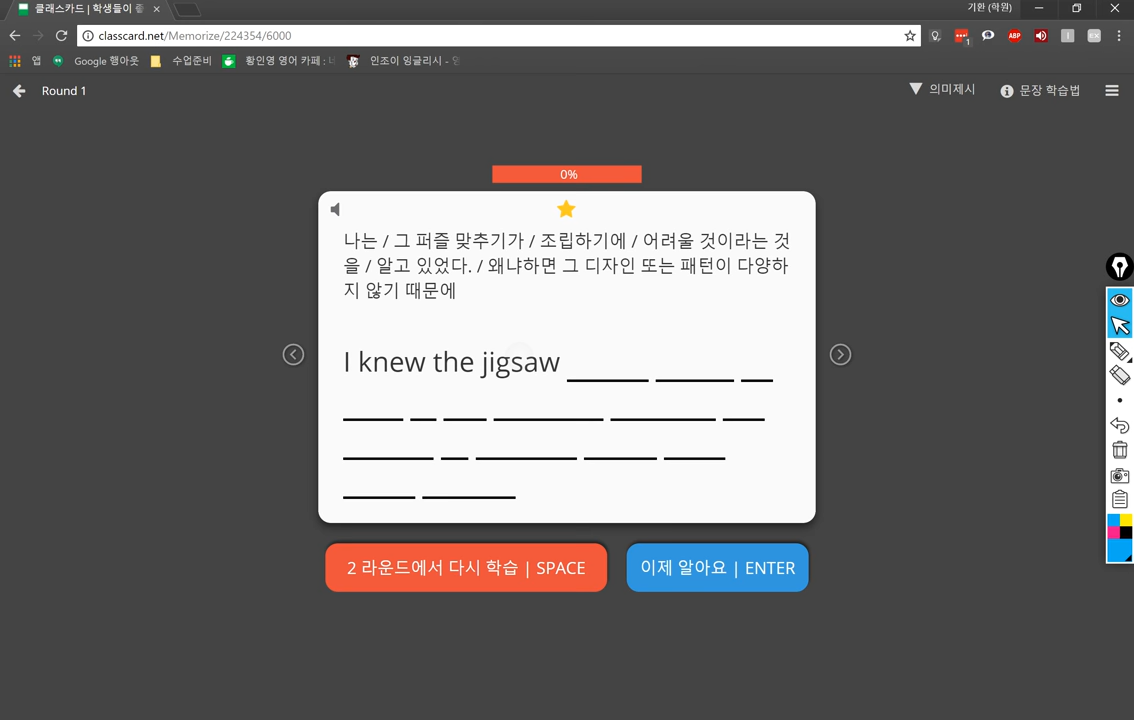 클래스카드 | 학생들이 즐
기환 (학원)
classcard.net/Memorize/224354/6000
1
ABP
앱
Google 행아웃
수업준비
황인영 영어 카페 : 네
인조이 잉글리시 -
Round 1
의미제시
문장 학습법
0%
나는 / 그 퍼즐 맞추기가 / 조립하기에 / 어려울 것이라는 것
을 / 알고 있었다. / 왜냐하면 그 디자인 또는 패턴이 다양하
지 않기 때문에
I knew the jigsaw
2 라운드에서 다시 학습 | SPACE
이제 알아요 | ENTER